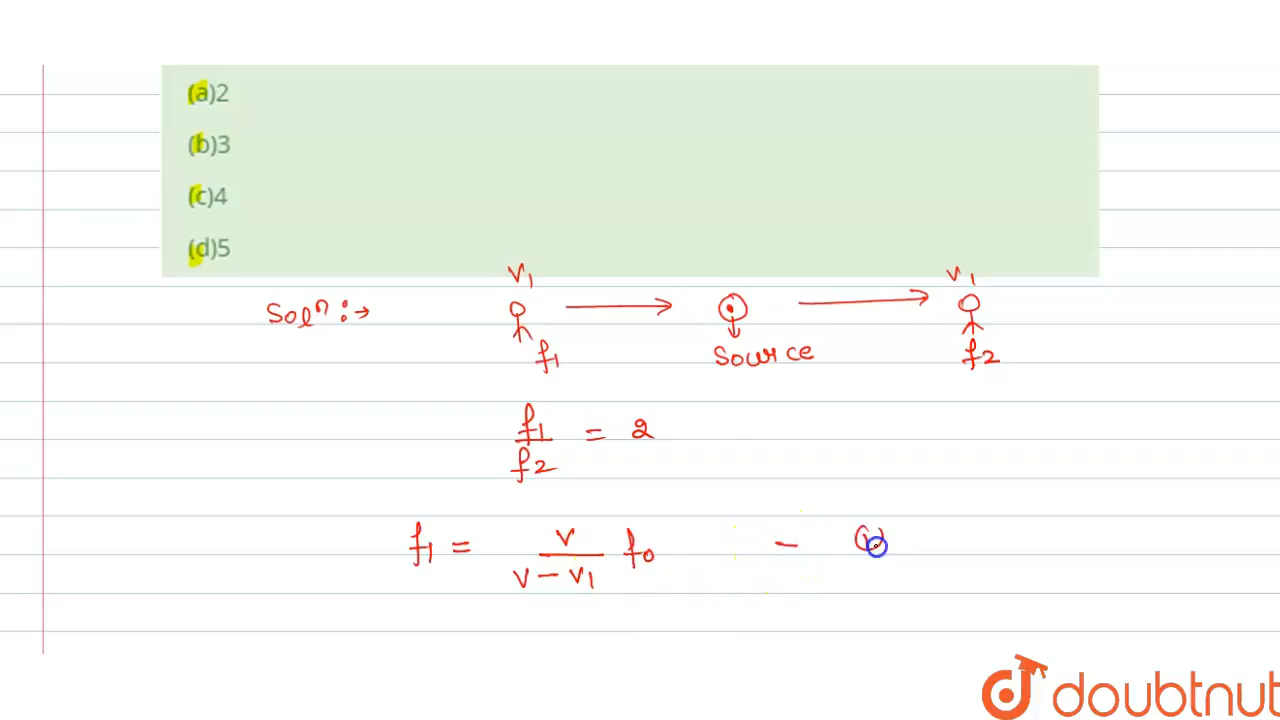 (a)2
(b)3
(c)4
(d)5
v1 v1
Solⁿ :→
f1 Source f2
f1/f2 = 2
f1 = v/(v − v1) f0 –
doubtnut